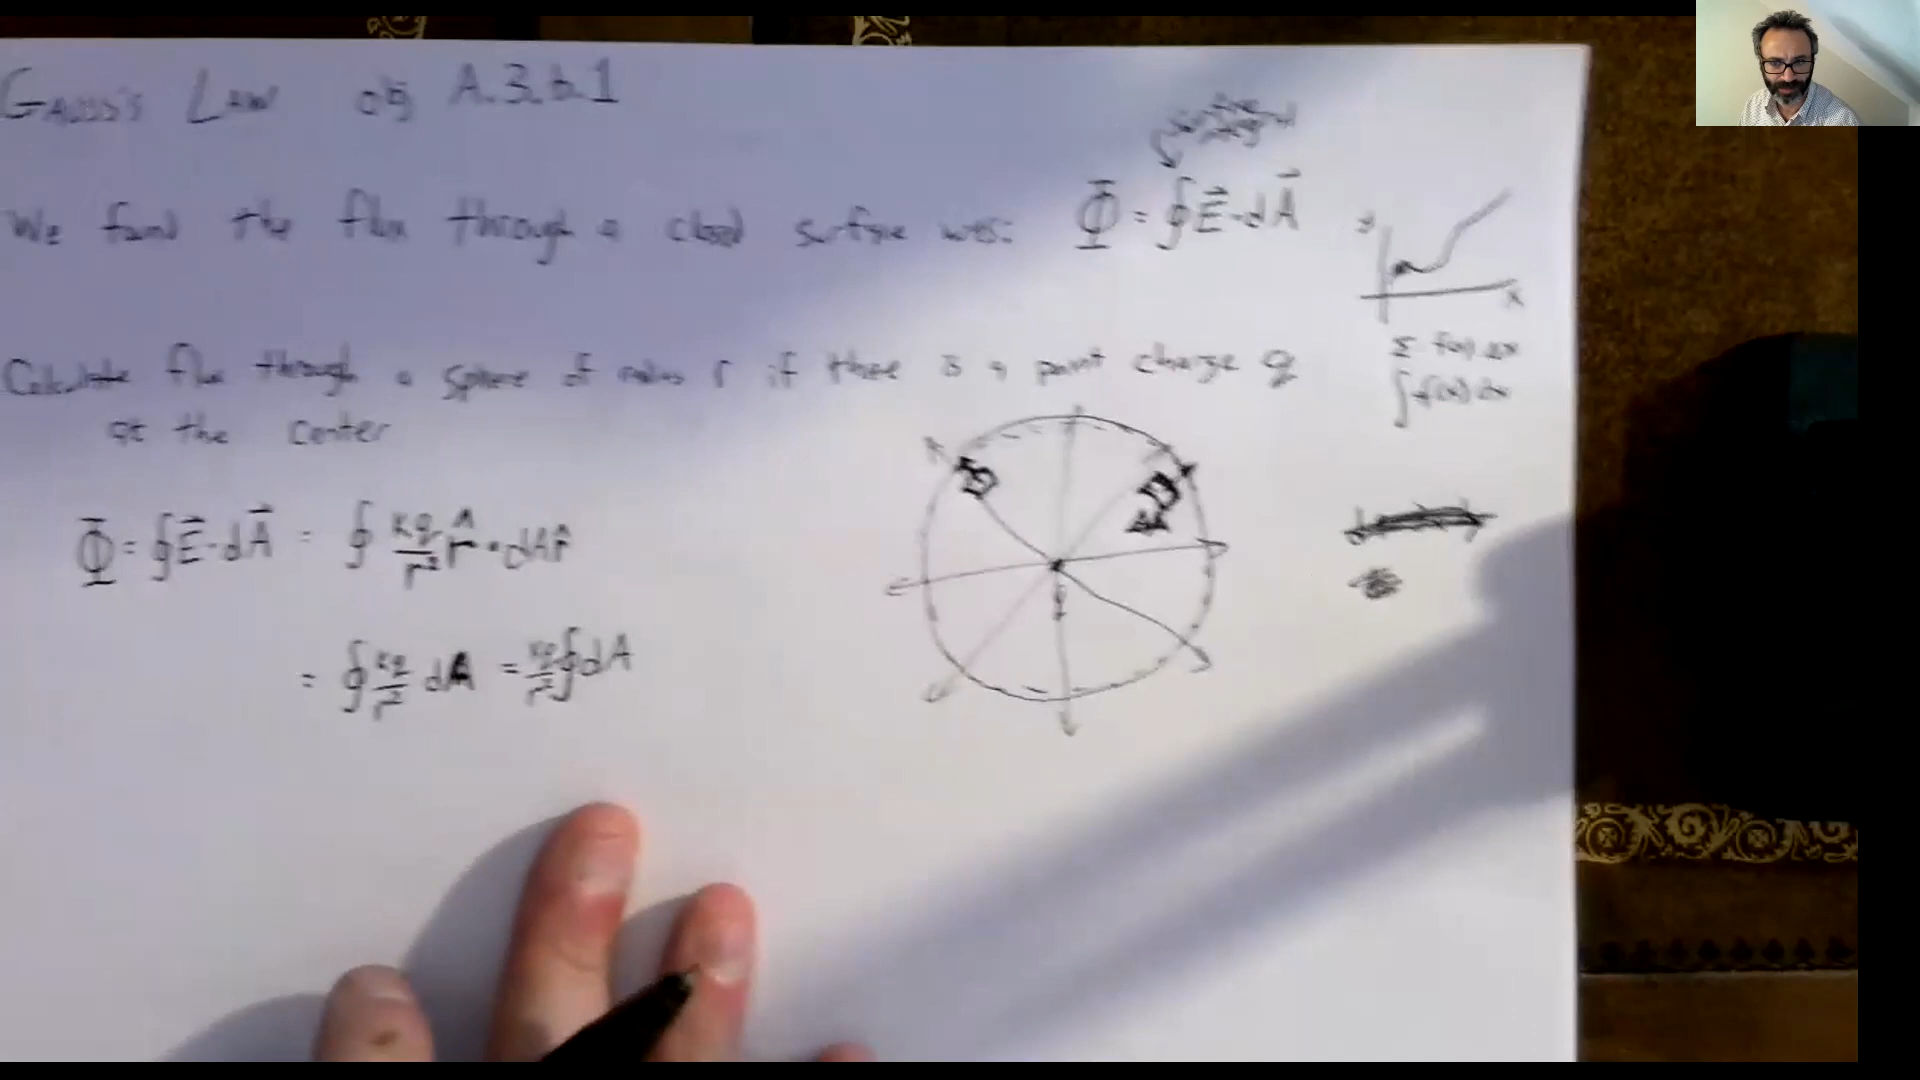 GAUSS'S LAW obj A.3.b.1
We found the flux through a closed surface was: Φ = ∮E⃗·dA⃗
y
x
Σ f(x) Δx
∫f(x) dx
Calculate flux through a sphere of radius r if there is a point charge q
at the center
Φ = ∮E⃗·dA⃗ = ∮ kq/r² r̂ · dA r̂
q
= ∮ kq/r² dA = kq/r² ∮dA